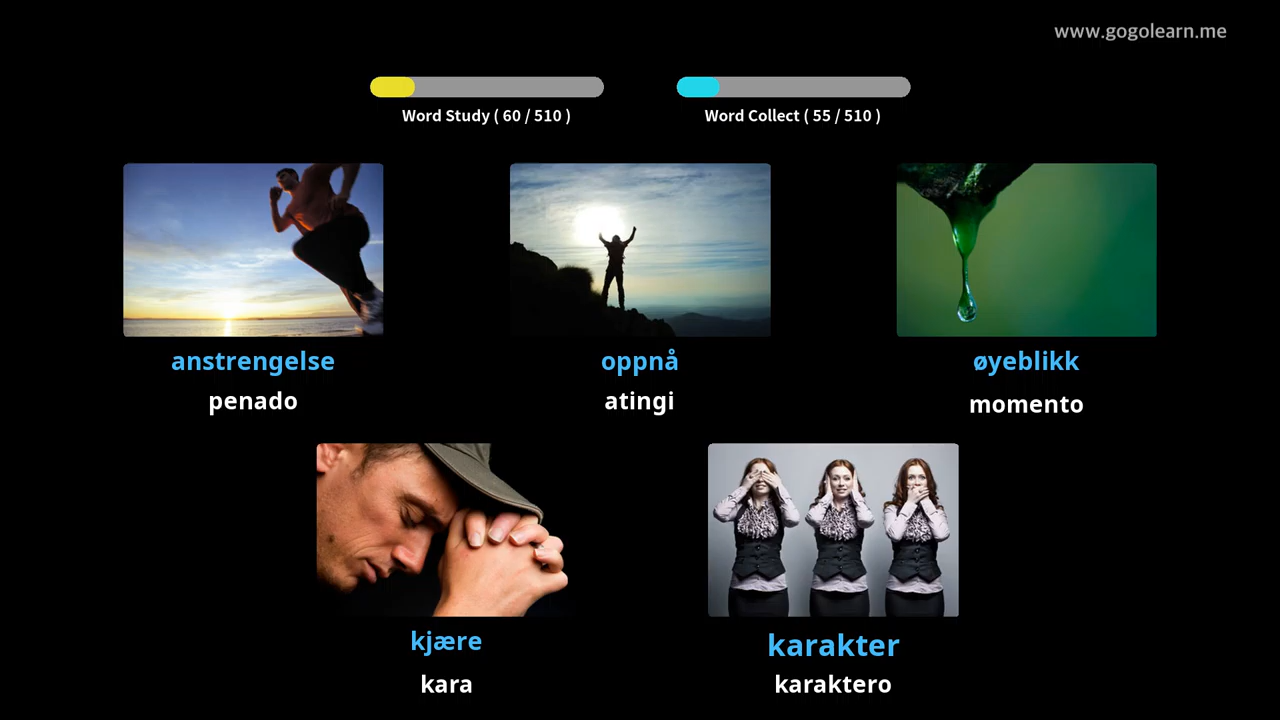 www.gogolearn.me
Word Study ( 60 / 510 )
Word Collect ( 55 / 510 )
anstrengelse
oppnå
øyeblikk
penado
atingi
momento
kjære
karakter
kara
karaktero